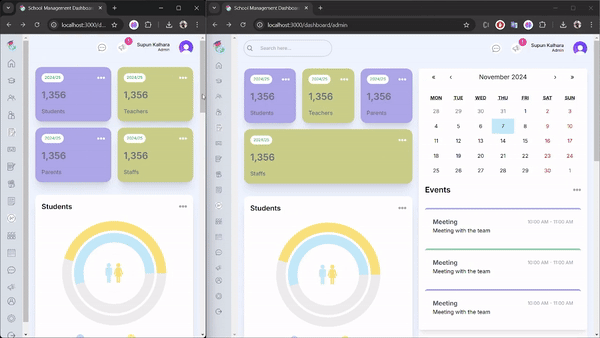 School Management Dashboard
School Management Dashboard
localhost:3000/d...
localhost:3000/dashboard/admin
Supun Kalhara
Admin
2024/25
2024/25
1,356
1,356
Students
Teachers
2024/25
2024/25
1,356
1,356
Parents
Staffs
Students
Search here...
Supun Kalhara
Admin
2024/25
2024/25
2024/25
1,356
1,356
1,356
Students
Teachers
Parents
2024/25
1,356
Staffs
Students
« ‹ November 2024 › »
MON TUE WED THU FRI SAT SUN
28 29 30 31 1 2 3
4 5 6 7 8 9 10
11 12 13 14 15 16 17
18 19 20 21 22 23 24
25 26 27 28 29 30 1
Events
Meeting 10:00 AM - 11:00 AM
Meeting with the team
Meeting 10:00 AM - 11:00 AM
Meeting with the team
Meeting 10:00 AM - 11:00 AM
Meeting with the team